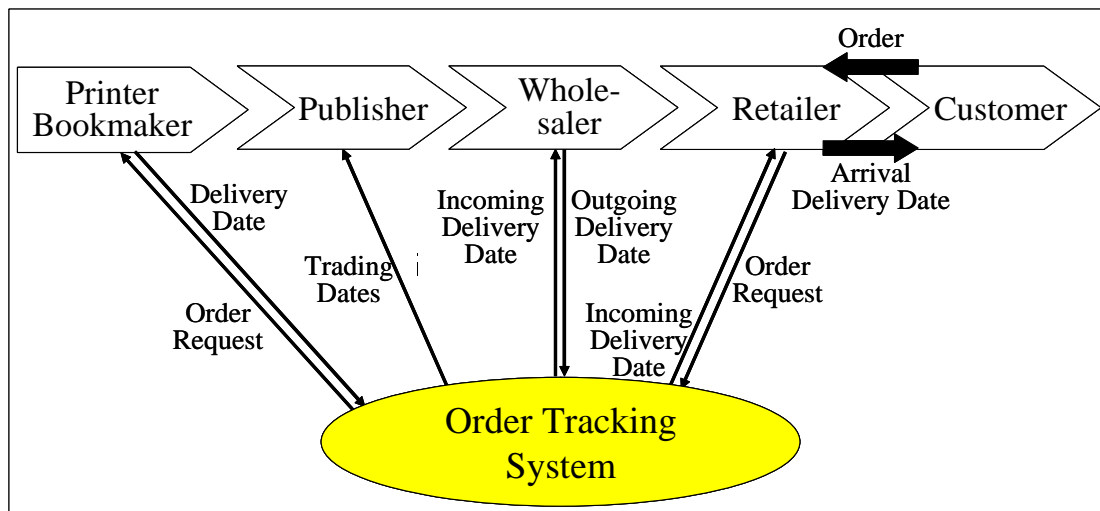 Order
Printer
Bookmaker
Publisher
Whole-
saler
Retailer
Customer
Arrival
Delivery Date
Delivery
Date
Order
Request
Trading
Dates
Incoming
Delivery
Date
Outgoing
Delivery
Date
Incoming
Delivery
Date
Order
Request
Order Tracking
System